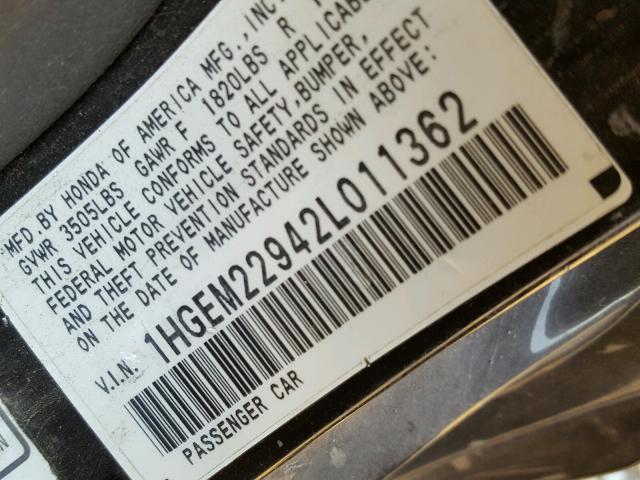 MFD.BY HONDA OF AMERICA MFG.,INC.
GVWR 3505LBS GAWR F 1820LBS R
THIS VEHICLE CONFORMS TO ALL APPLICABLE
FEDERAL MOTOR VEHICLE SAFETY,BUMPER,
AND THEFT PREVENTION STANDARDS IN EFFECT
ON THE DATE OF MANUFACTURE SHOWN ABOVE:
V.I.N. 1HGEM22942L011362
PASSENGER CAR